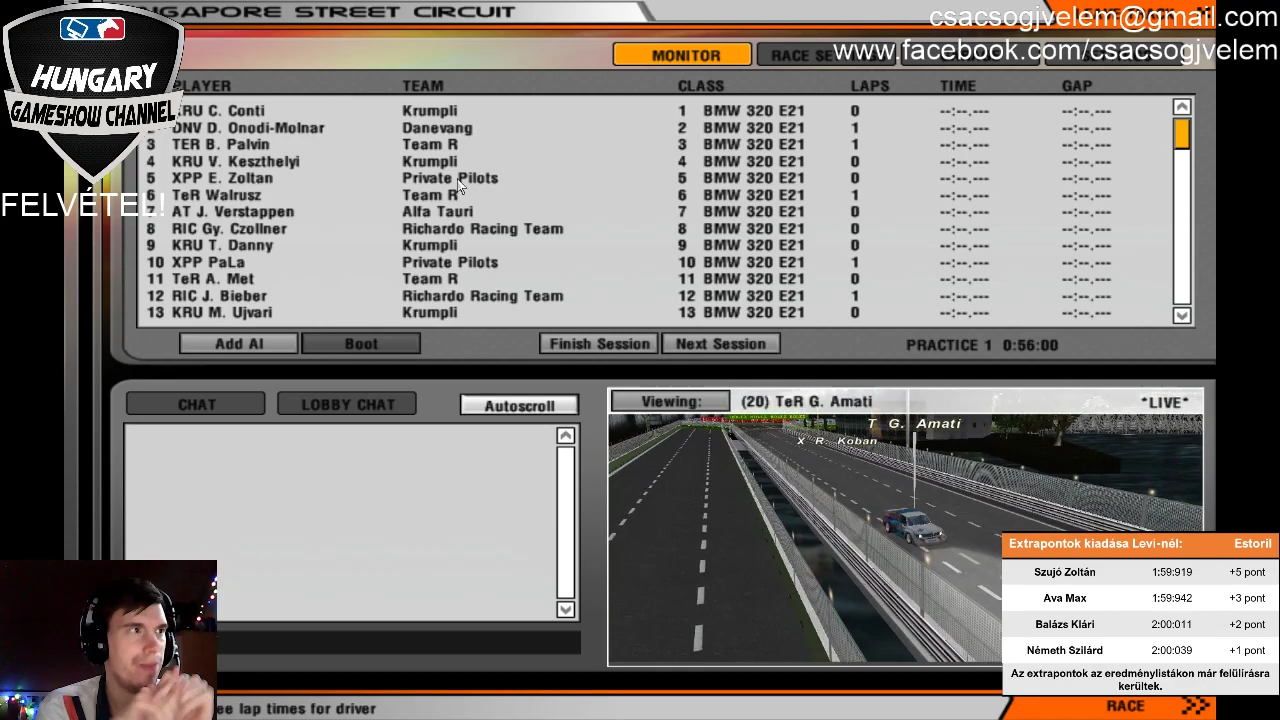 NGAPORE STREET CIRCUIT
csacsogjvelem@gmail.com
www.facebook.com/csacsogjvelem
HUNGARY
GAMESHOW CHANNEL
FELVÉTEL!
MONITOR RACE SE
PLAYER TEAM CLASS LAPS TIME GAP
KRU C. Conti Krumpli 1 BMW 320 E21 0 --:--.--- --:--.---
DNV D. Onodi-Molnar Danevang 2 BMW 320 E21 1 --:--.--- --:--.---
3 TER B. Palvin Team R 3 BMW 320 E21 1 --:--.--- --:--.---
4 KRU V. Keszthelyi Krumpli 4 BMW 320 E21 0 --:--.--- --:--.---
5 XPP E. Zoltan Private Pilots 5 BMW 320 E21 0 --:--.--- --:--.---
6 TeR Walrusz Team R 6 BMW 320 E21 1 --:--.--- --:--.---
7 AT J. Verstappen Alfa Tauri 7 BMW 320 E21 0 --:--.--- --:--.---
8 RIC Gy. Czollner Richardo Racing Team 8 BMW 320 E21 0 --:--.--- --:--.---
9 KRU T. Danny Krumpli 9 BMW 320 E21 0 --:--.--- --:--.---
10 XPP PaLa Private Pilots 10 BMW 320 E21 1 --:--.--- --:--.---
11 TeR A. Met Team R 11 BMW 320 E21 0 --:--.--- --:--.---
12 RIC J. Bieber Richardo Racing Team 12 BMW 320 E21 1 --:--.--- --:--.---
13 KRU M. Ujvari Krumpli 13 BMW 320 E21 0 --:--.--- --:--.---
Add AI Boot Finish Session Next Session PRACTICE 1 0:56:00
CHAT LOBBY CHAT Autoscroll
Viewing: (20) TeR G. Amati *LIVE*
T G. Amati
X R. Koban
Extrapontok kiadása Levi-nél: Estoril
Szujó Zoltán 1:59:919 +5 pont
Ava Max 1:59:942 +3 pont
Balázs Klári 2:00:011 +2 pont
Németh Szilárd 2:00:039 +1 pont
Az extrapontok az eredménylistákon már felülírásra
kerültek.
ee lap times for driver
RACE